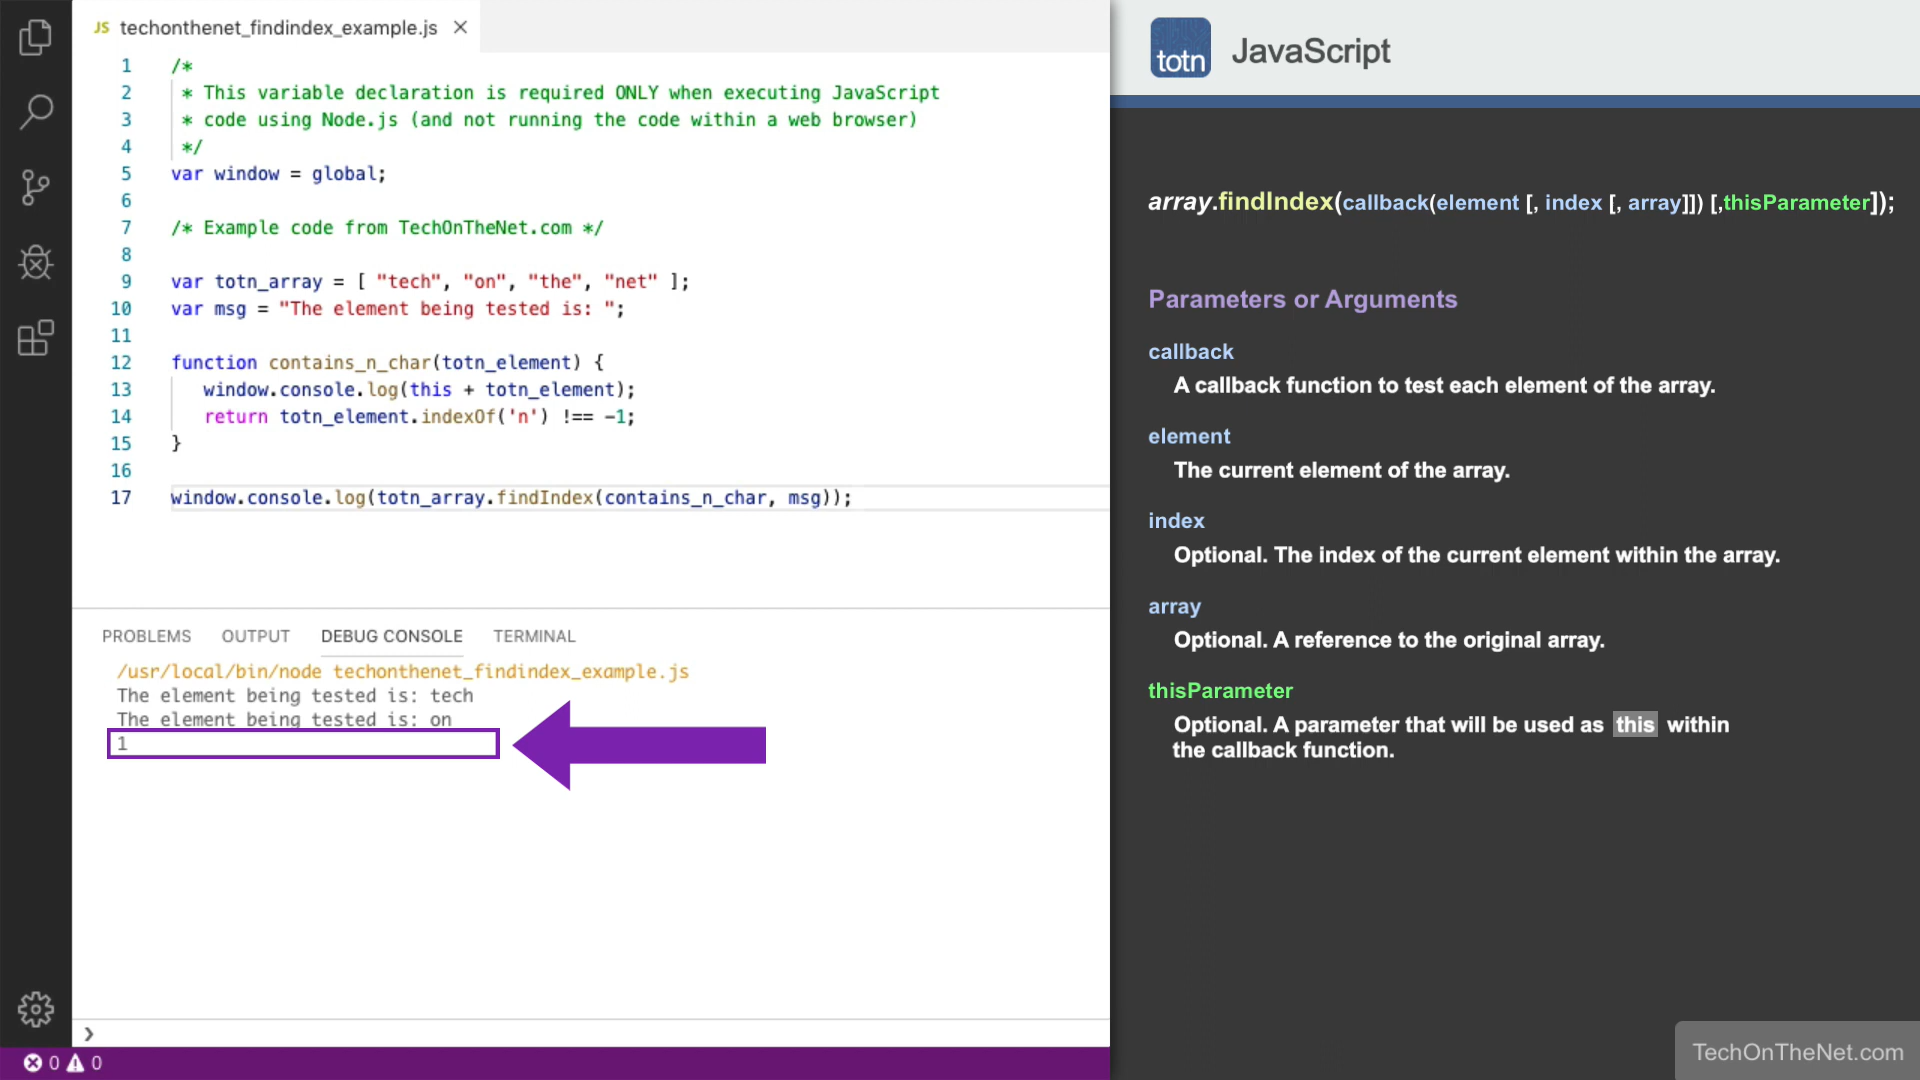 JS techonthenet_findindex_example.js ×
1 /*
2 * This variable declaration is required ONLY when executing JavaScript
3 * code using Node.js (and not running the code within a web browser)
4 */
5 var window = global;
6
7 /* Example code from TechOnTheNet.com */
8
9 var totn_array = [ "tech", "on", "the", "net" ];
10 var msg = "The element being tested is: ";
11
12 function contains_n_char(totn_element) {
13 window.console.log(this + totn_element);
14 return totn_element.indexOf('n') !== -1;
15 }
16
17 window.console.log(totn_array.findIndex(contains_n_char, msg));
PROBLEMS OUTPUT DEBUG CONSOLE TERMINAL
/usr/local/bin/node techonthenet_findindex_example.js
The element being tested is: tech
The element being tested is: on
1
0 0
totn JavaScript
array.findIndex(callback(element [, index [, array]]) [,thisParameter]);
Parameters or Arguments
callback
A callback function to test each element of the array.
element
The current element of the array.
index
Optional. The index of the current element within the array.
array
Optional. A reference to the original array.
thisParameter
Optional. A parameter that will be used as this within
the callback function.
TechOnTheNet.com